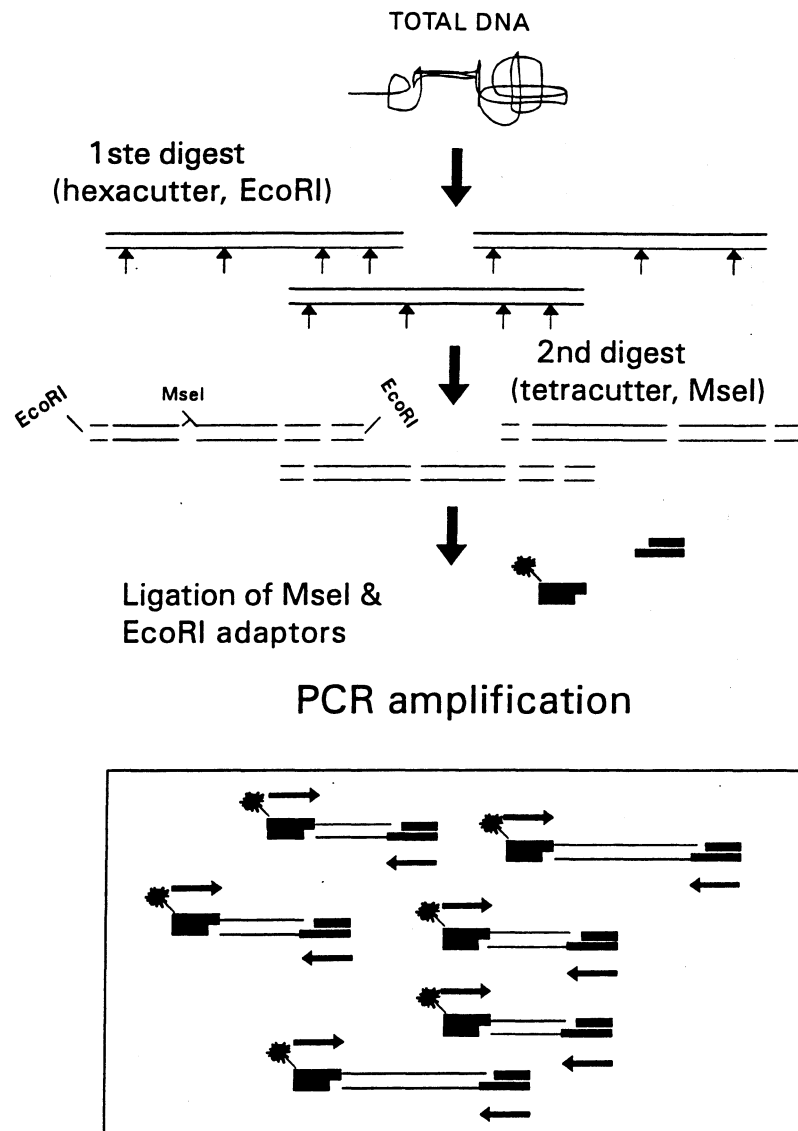 TOTAL DNA
1ste digest
(hexacutter, EcoRI)
2nd digest
(tetracutter, MseI)
EcoRI
MseI
EcoRI
Ligation of MseI &
EcoRI adaptors
PCR amplification